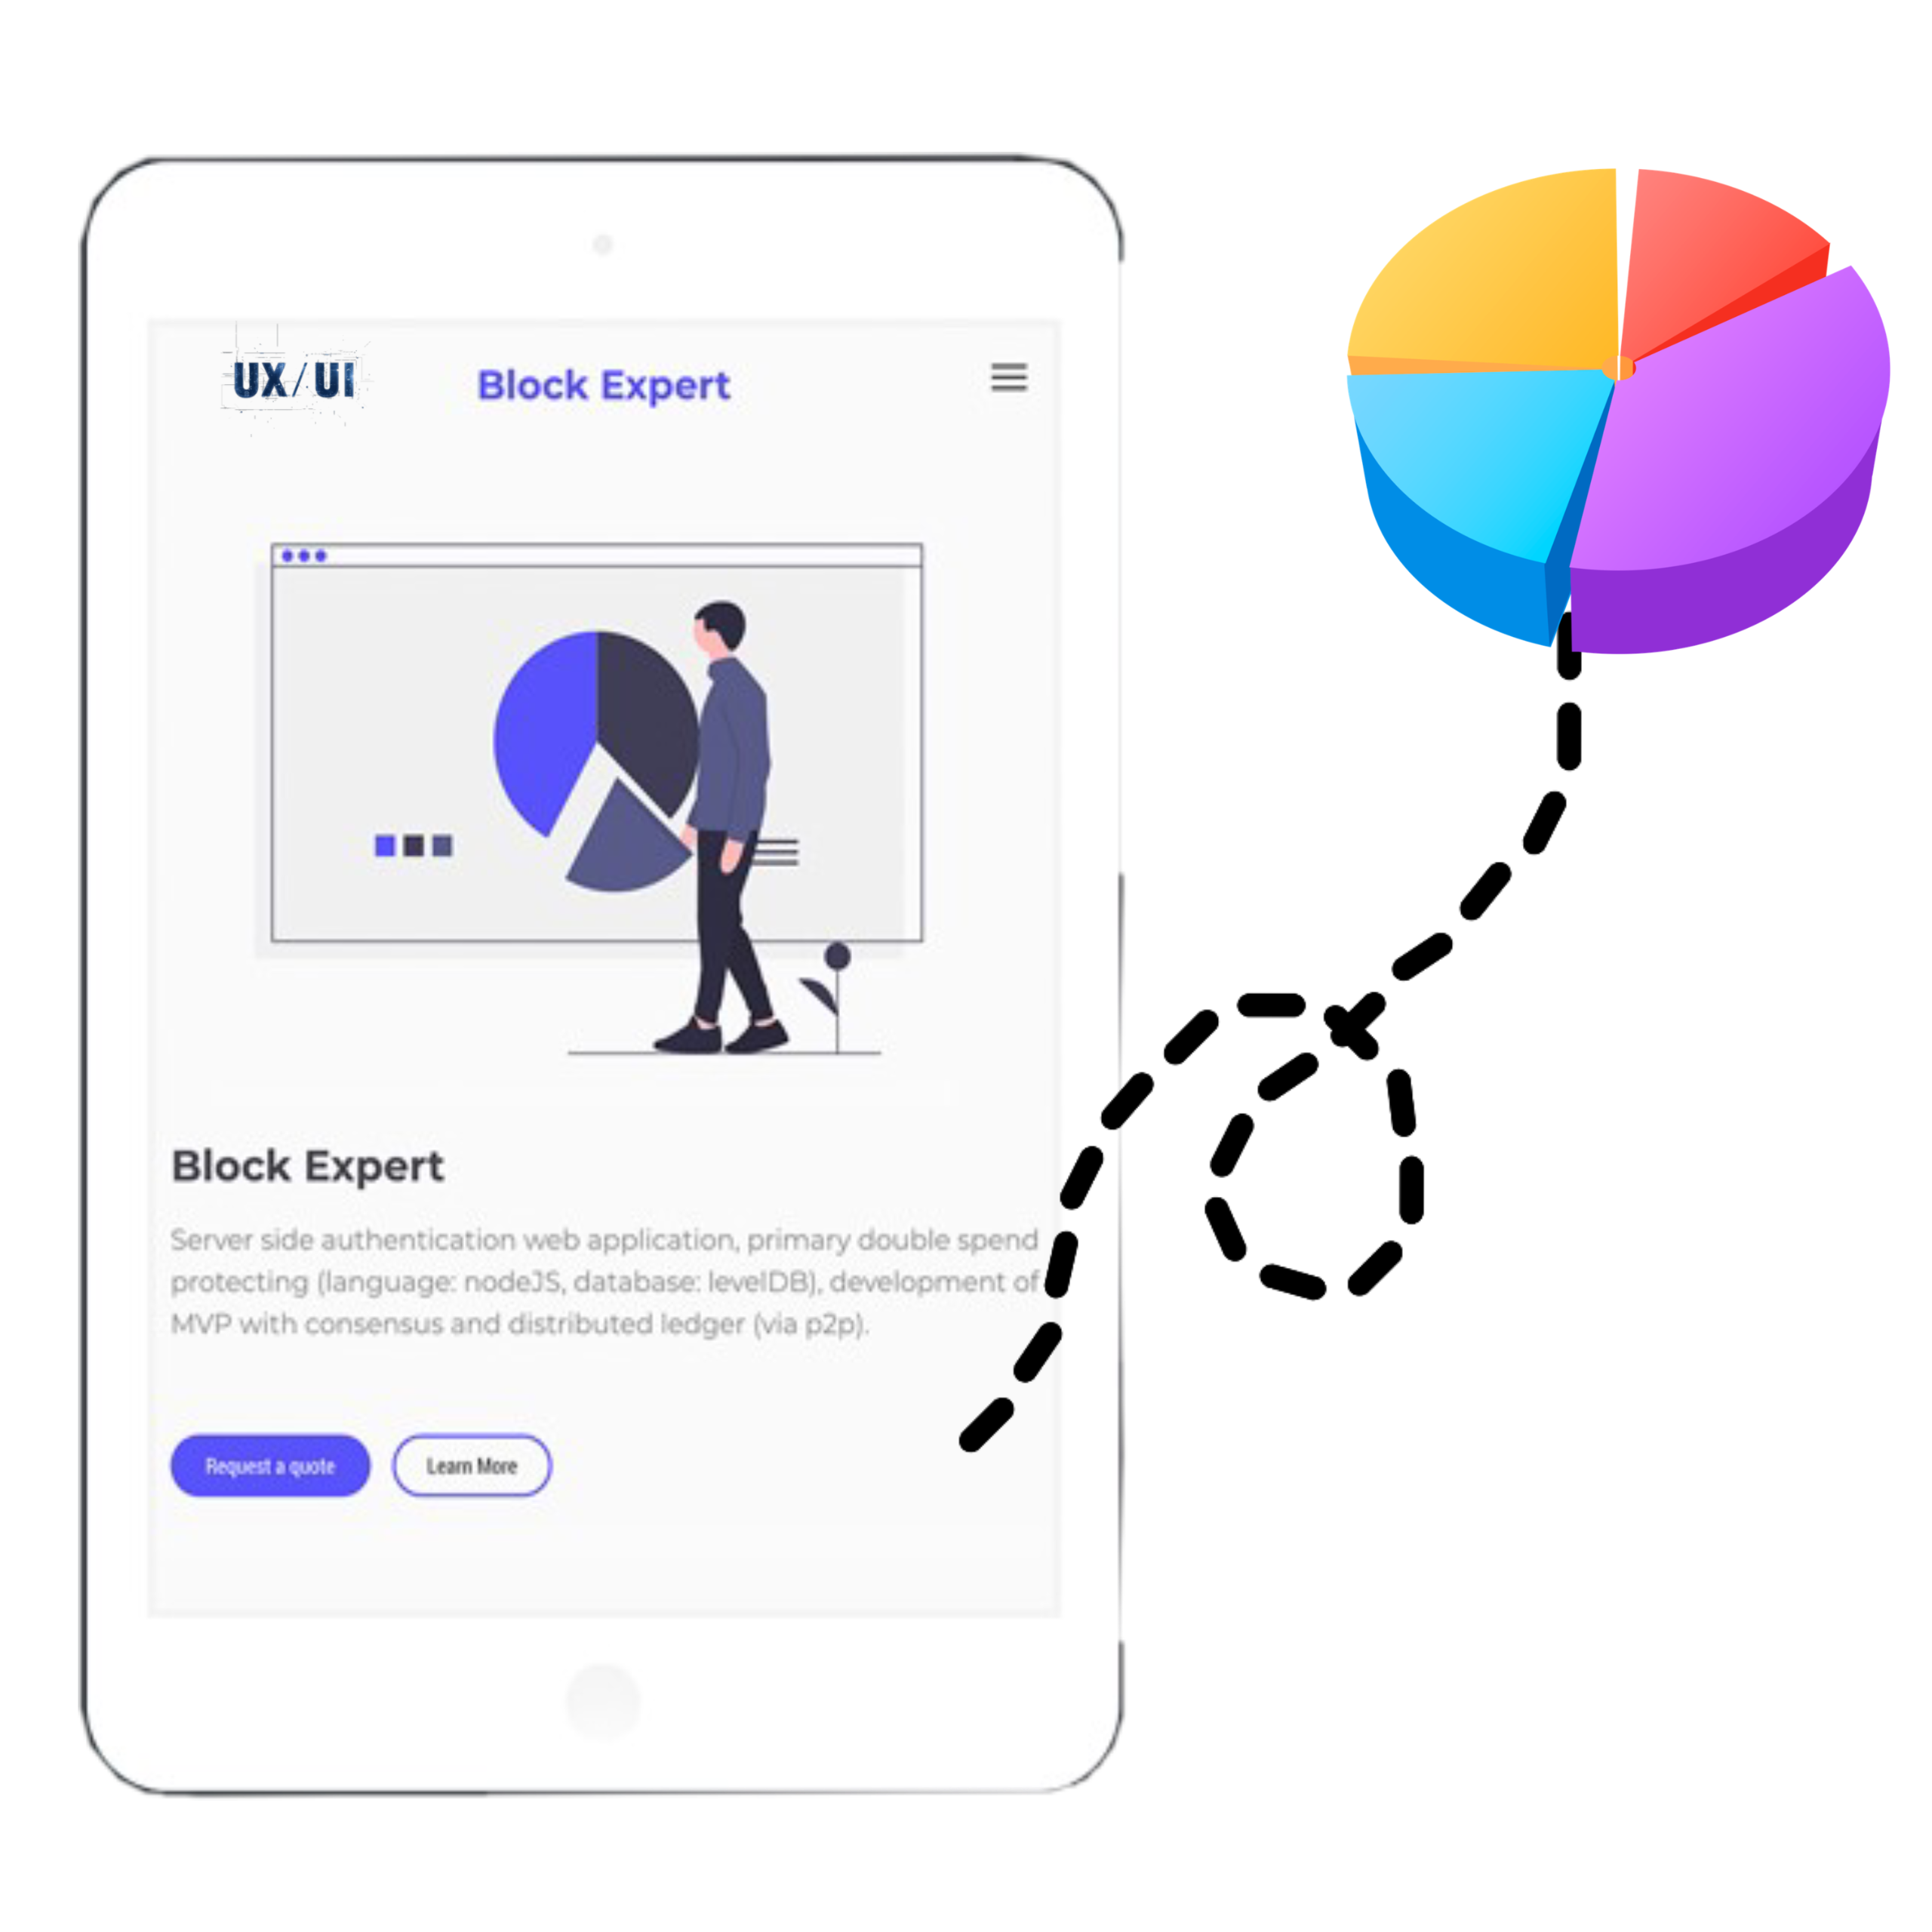 UX/UI
Block Expert
Block Expert
Server side authentication web application, primary double spend
protecting (language: nodeJS, database: levelDB), development of
MVP with consensus and distributed ledger (via p2p).
Request a quote
Learn More